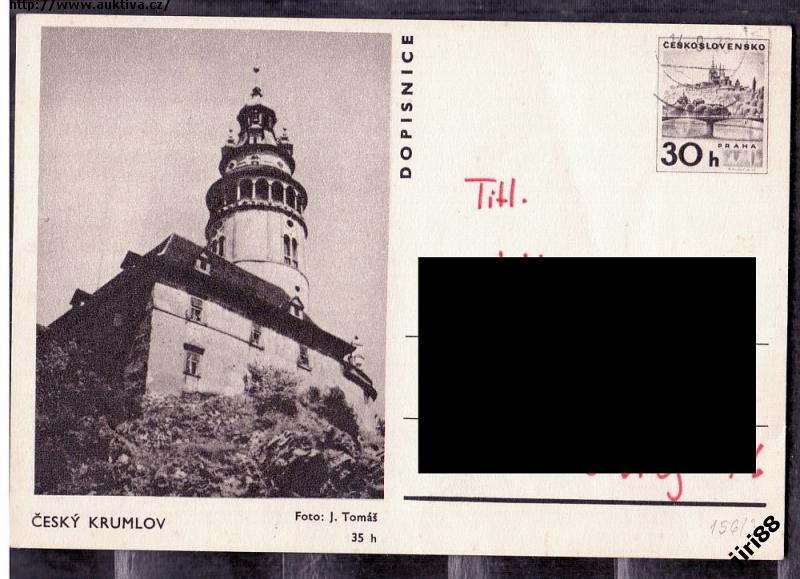 http://www.auktiva.cz/
DOPISNICE
ČESKOSLOVENSKO
PRAHA
30 h
Titl.
ČESKÝ KRUMLOV
Foto: J. Tomáš
35 h
jiri88